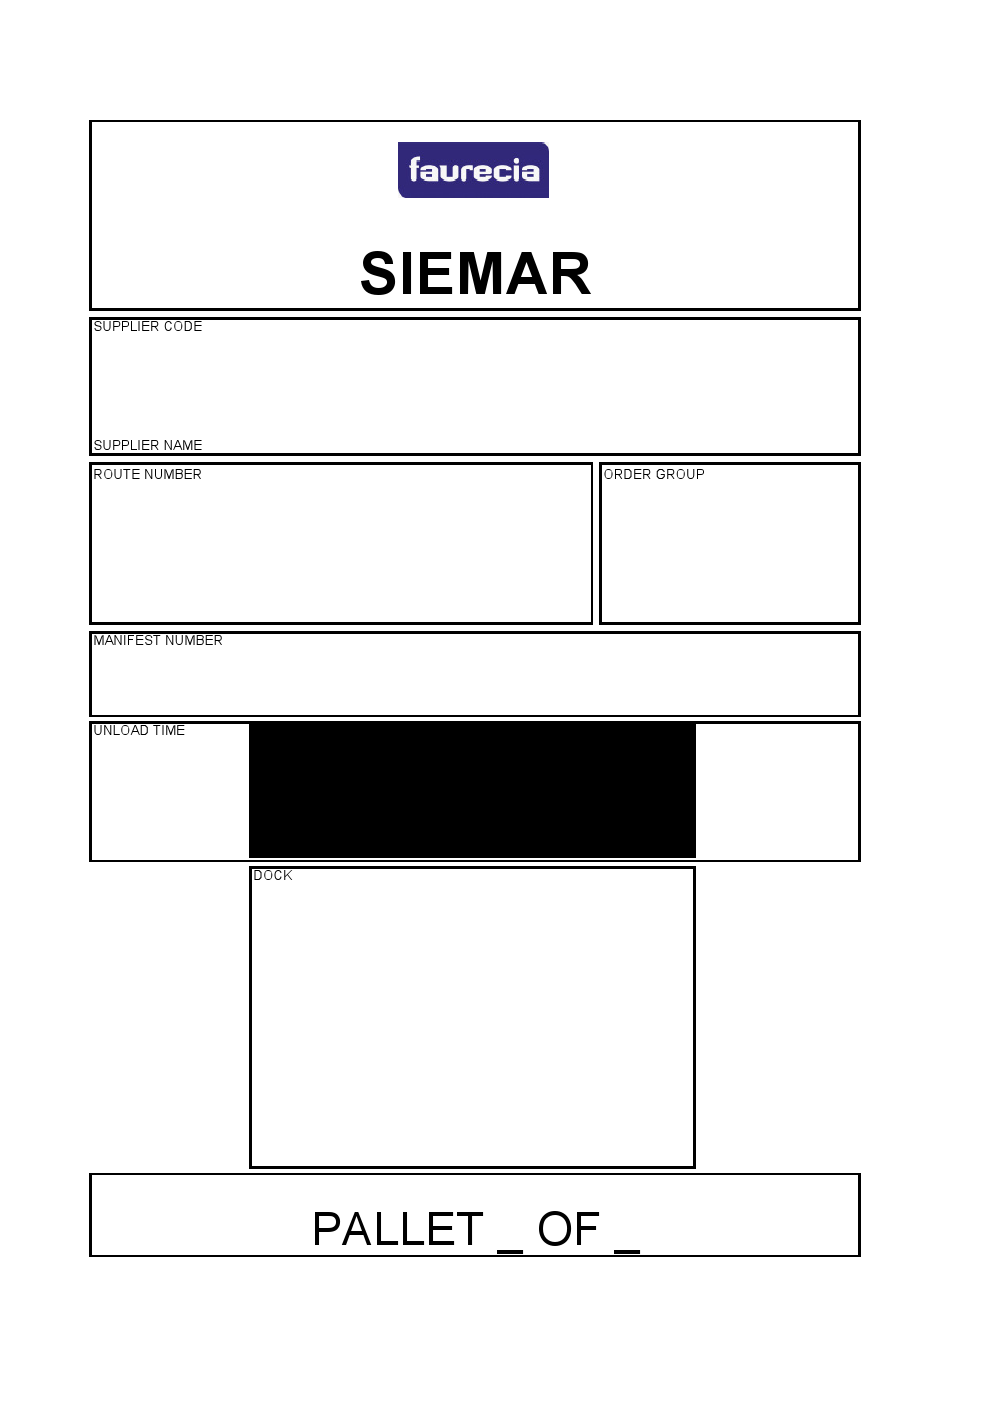 faurecia
SIEMAR
SUPPLIER CODE
SUPPLIER NAME
ROUTE NUMBER
ORDER GROUP
MANIFEST NUMBER
UNLOAD TIME
DOCK
PALLET _ OF _